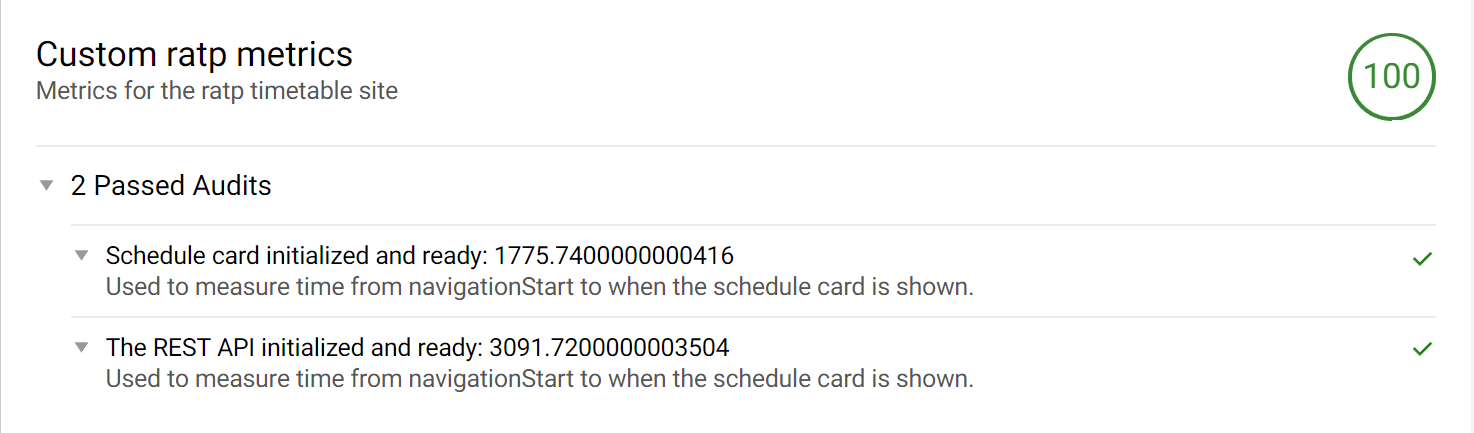 Custom ratp metrics
Metrics for the ratp timetable site
100
2 Passed Audits
Schedule card initialized and ready: 1775.7400000000416
Used to measure time from navigationStart to when the schedule card is shown.
The REST API initialized and ready: 3091.7200000003504
Used to measure time from navigationStart to when the schedule card is shown.